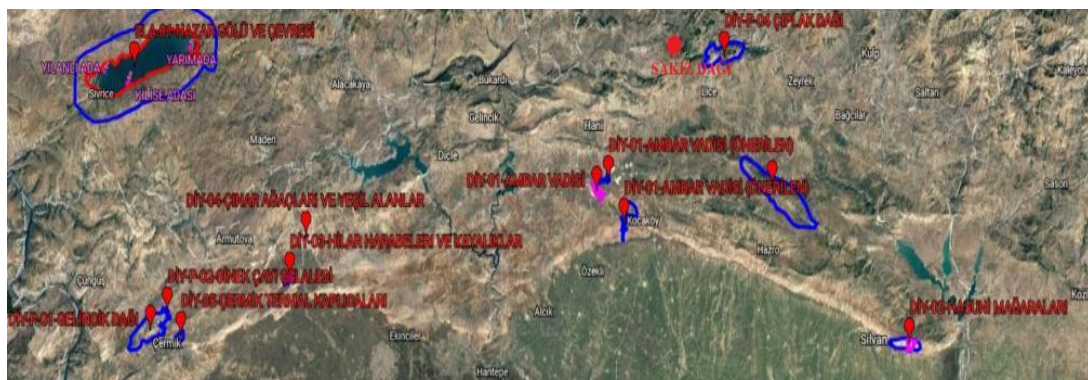 ELA-01-HAZAR GÖLÜ VE ÇEVRESİ
DİY-P-04 ÇIPLAK DAĞI
YARIMADA
YILANLI ADA
SAKIZ DAĞI
Kulp
Kaleyolu
KİLİSE ADASI
Sivrice
Alacakaya
Bukardı
Lice
Zeyrek
Saltan
Gelincik
Bağcılar
Hani
Maden
Dicle
DİY-01-AMBAR VADİSİ (ÖNERİLEN)
DİY-01-AMBAR VADİSİ
DİY-01-AMBAR VADİSİ (ÖNERİLEN)
Sason
DİY-04-ÇINAR AĞAÇLARI VE YEŞİL ALANLAR
Kocaköy
Armutova
DİY-03-HİLAR HARABELERİ VE KAYALIKLAR
Hazro
Özekli
Çüngüş
DİY-P-02-SİNEK ÇAYI ŞELALESİ
DİY-05-ÇERMİK TERMAL KAPLICALARI
DİY-P-01-GELİNCİK DAĞI
Alcik
DİY-02-HASUNİ MAĞARALARI
Çermik
Ekinciler
Silvan
Hantepe